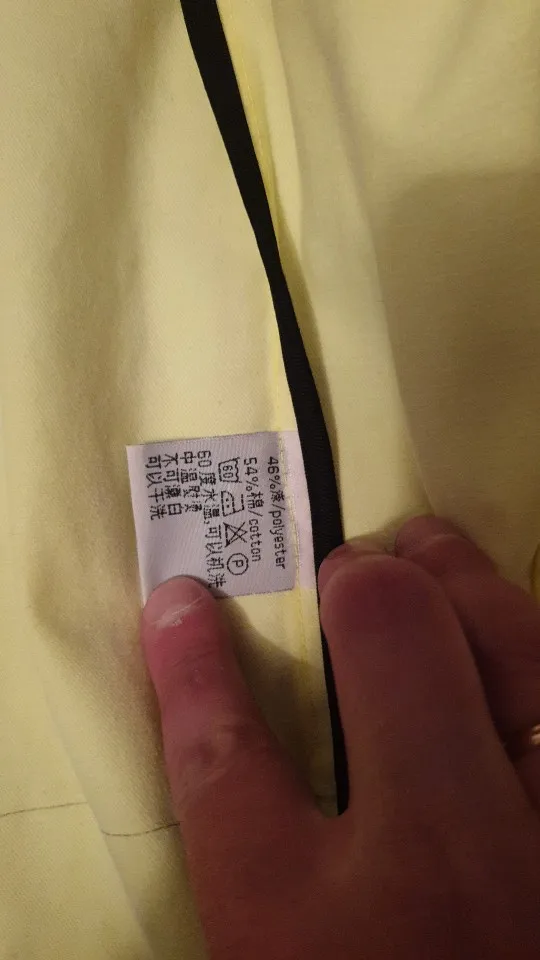 46%涤/polyester
54%棉/cotton
60 P
60度水温,可以机洗
中温熨烫
不可漂白
可以干洗